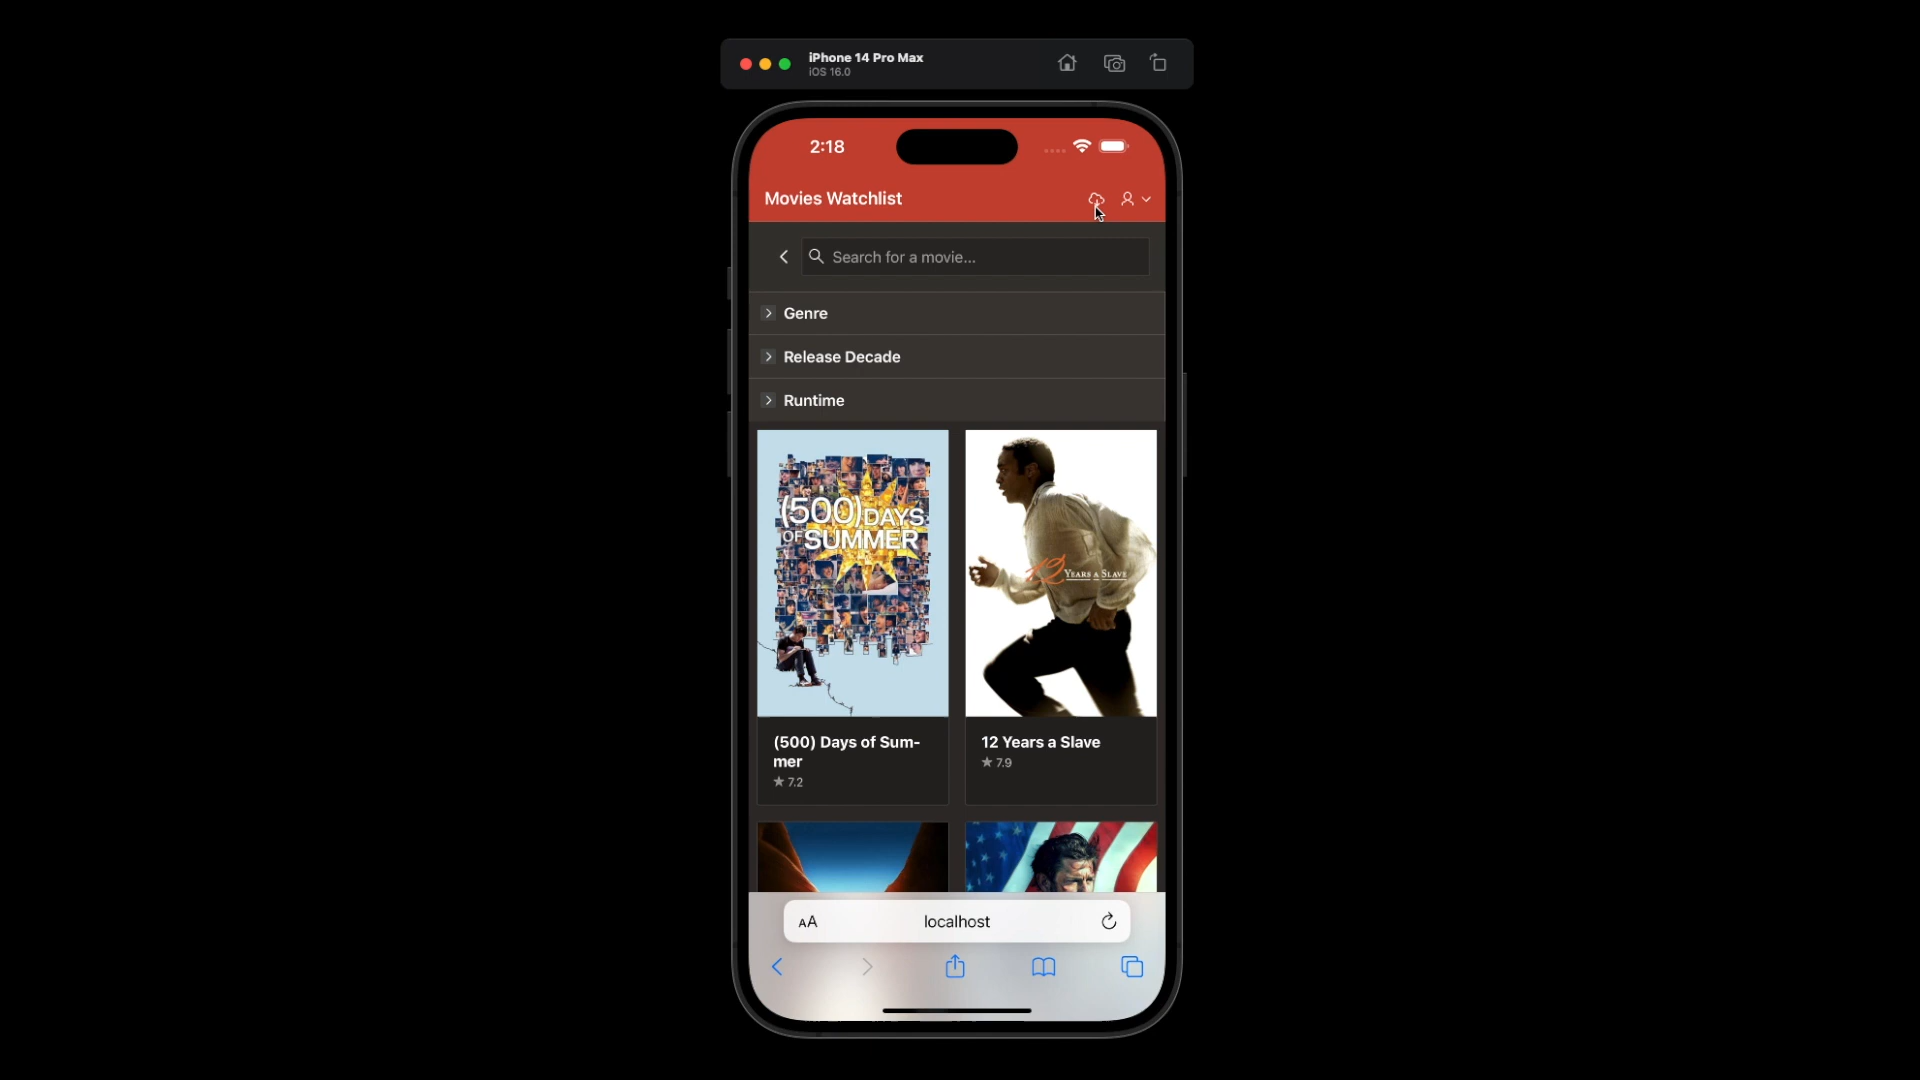 iPhone 14 Pro Max
iOS 16.0
2:18
Movies Watchlist
Search for a movie...
Genre
Release Decade
Runtime
(500) DAYS
OF SUMMER
12 YEARS A SLAVE
(500) Days of Sum-
mer
★ 7.2
12 Years a Slave
★ 7.9
AA
localhost